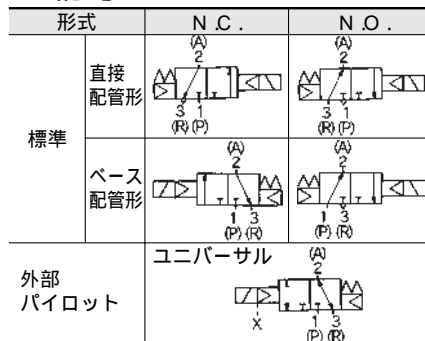 形式 N.C. N.O.
標準
直接
配管形
(A)
2
3 1
(R)(P)
(A)
2
3 1
(R)(P)
ベース
配管形
(A)
2
1 3
(P)(R)
(A)
2
1 3
(P)(R)
外部
パイロット
ユニバーサル
(A)
2
X
1 3
(P)(R)